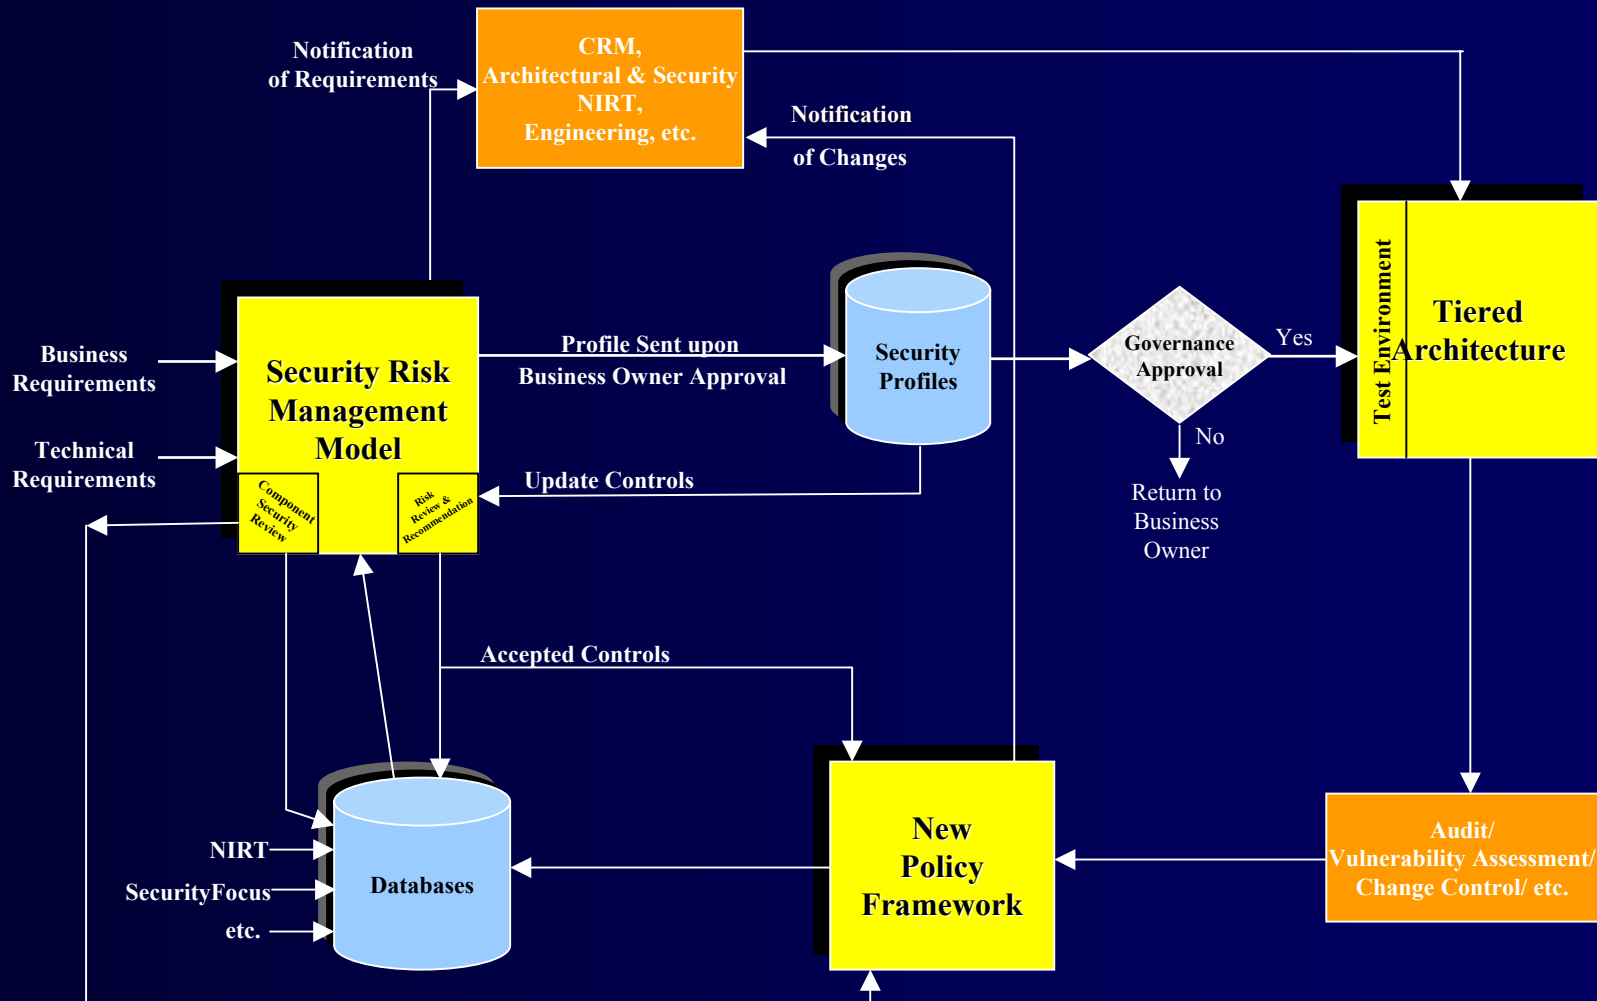 Notification
of Requirements
CRM,
Architectural & Security
NIRT,
Engineering, etc.
Notification
of Changes
Business
Requirements
Technical
Requirements
Security Risk
Management
Model
Component
Security
Review
Risk
Review &
Recommendation
Profile Sent upon
Business Owner Approval
Update Controls
Security
Profiles
Governance
Approval
Yes
No
Return to
Business
Owner
Test Environment
Tiered
Architecture
Accepted Controls
NIRT
SecurityFocus
etc.
Databases
New
Policy
Framework
Audit/
Vulnerability Assessment/
Change Control/ etc.